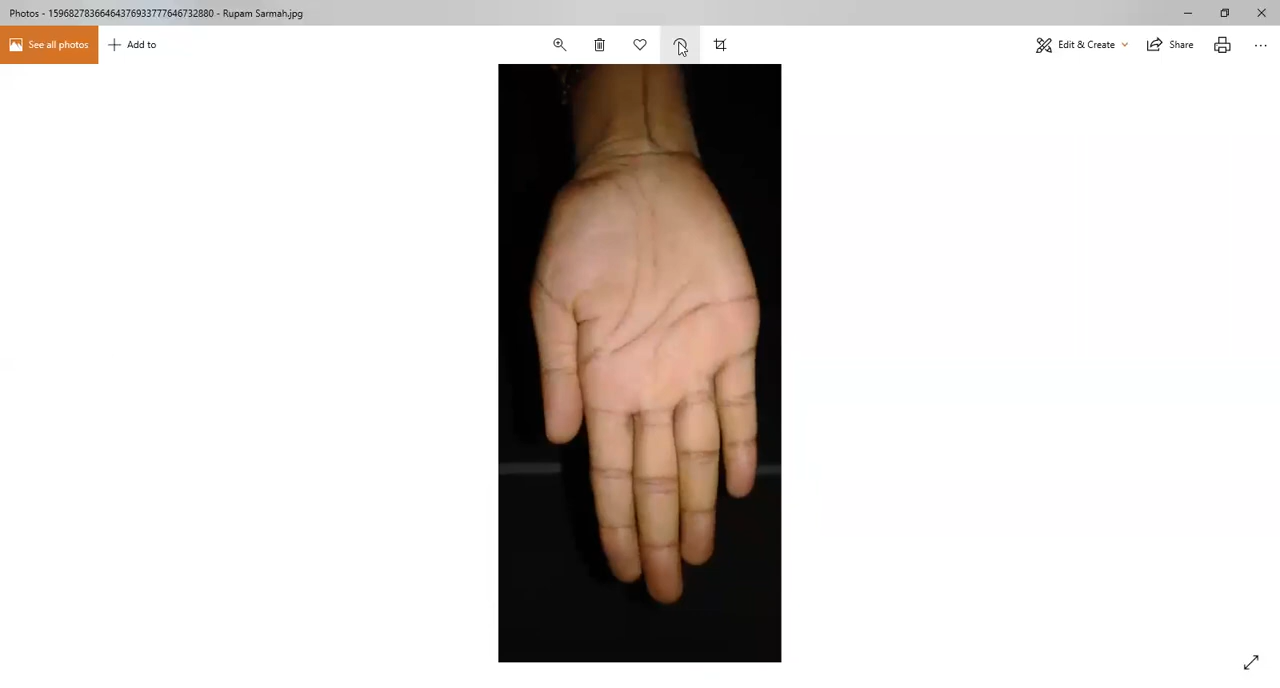 Photos - 15968278366464376933777646732880 - Rupam Sarmah.jpg
See all photos
Add to
Edit & Create
Share